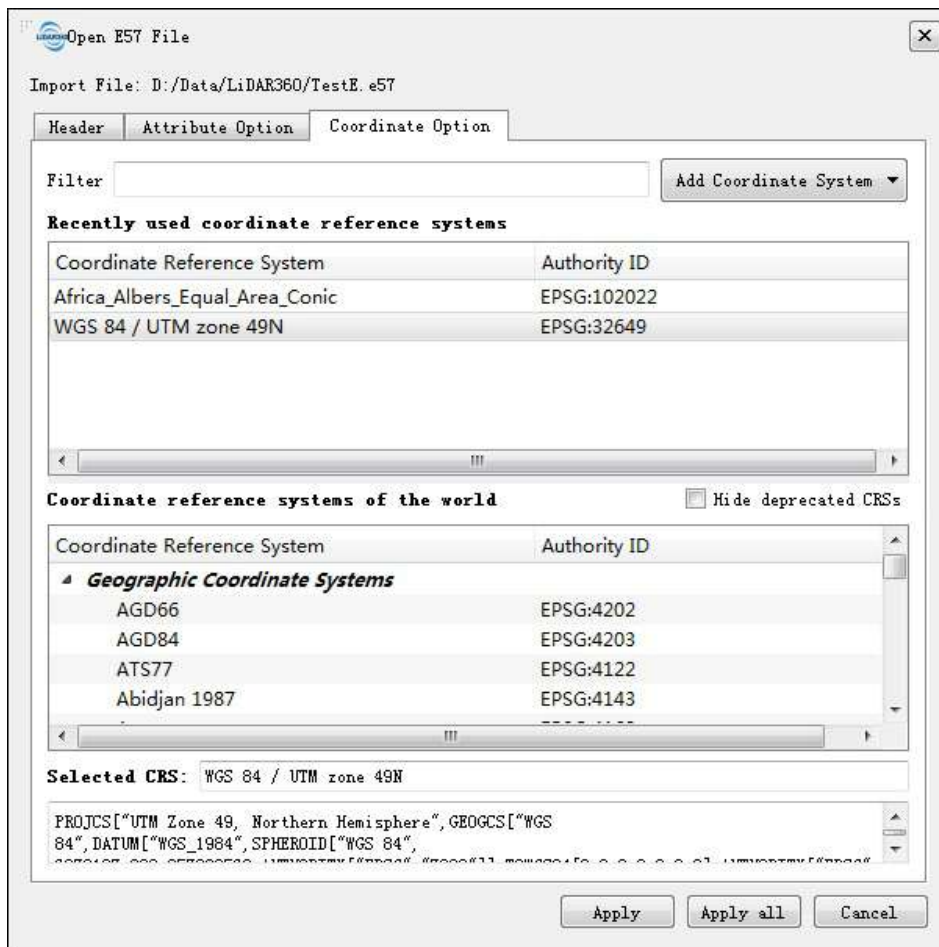 Open E57 File
Import File: D:/Data/LiDAR360/TestE.e57
Header Attribute Option Coordinate Option
Filter Add Coordinate System
Recently used coordinate reference systems
Coordinate Reference System Authority ID
Africa_Albers_Equal_Area_Conic EPSG:102022
WGS 84 / UTM zone 49N EPSG:32649
Coordinate reference systems of the world Hide deprecated CRSs
Coordinate Reference System Authority ID
Geographic Coordinate Systems
AGD66 EPSG:4202
AGD84 EPSG:4203
ATS77 EPSG:4122
Abidjan 1987 EPSG:4143
Selected CRS: WGS 84 / UTM zone 49N
PROJCS["UTM Zone 49, Northern Hemisphere",GEOGCS["WGS
84",DATUM["WGS_1984",SPHEROID["WGS 84",
Apply Apply all Cancel